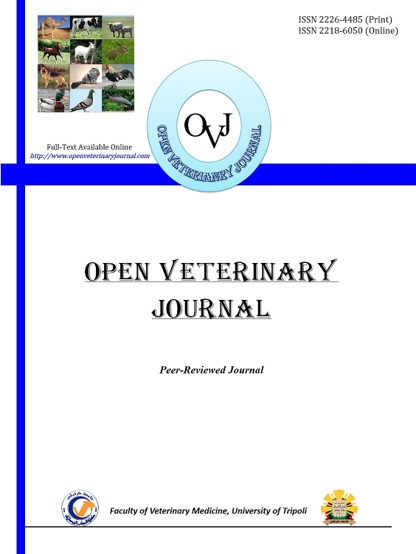 ISSN 2226-4485 (Print)
ISSN 2218-6050 (Online)
OVJ
OPEN VETERIANRY JOURNAL
Full-Text Available Online
http://www.openveterinaryjournal.com
OPEN VETERINARY
JOURNAL
Peer-Reviewed Journal
Faculty of Veterinary Medicine, University of Tripoli